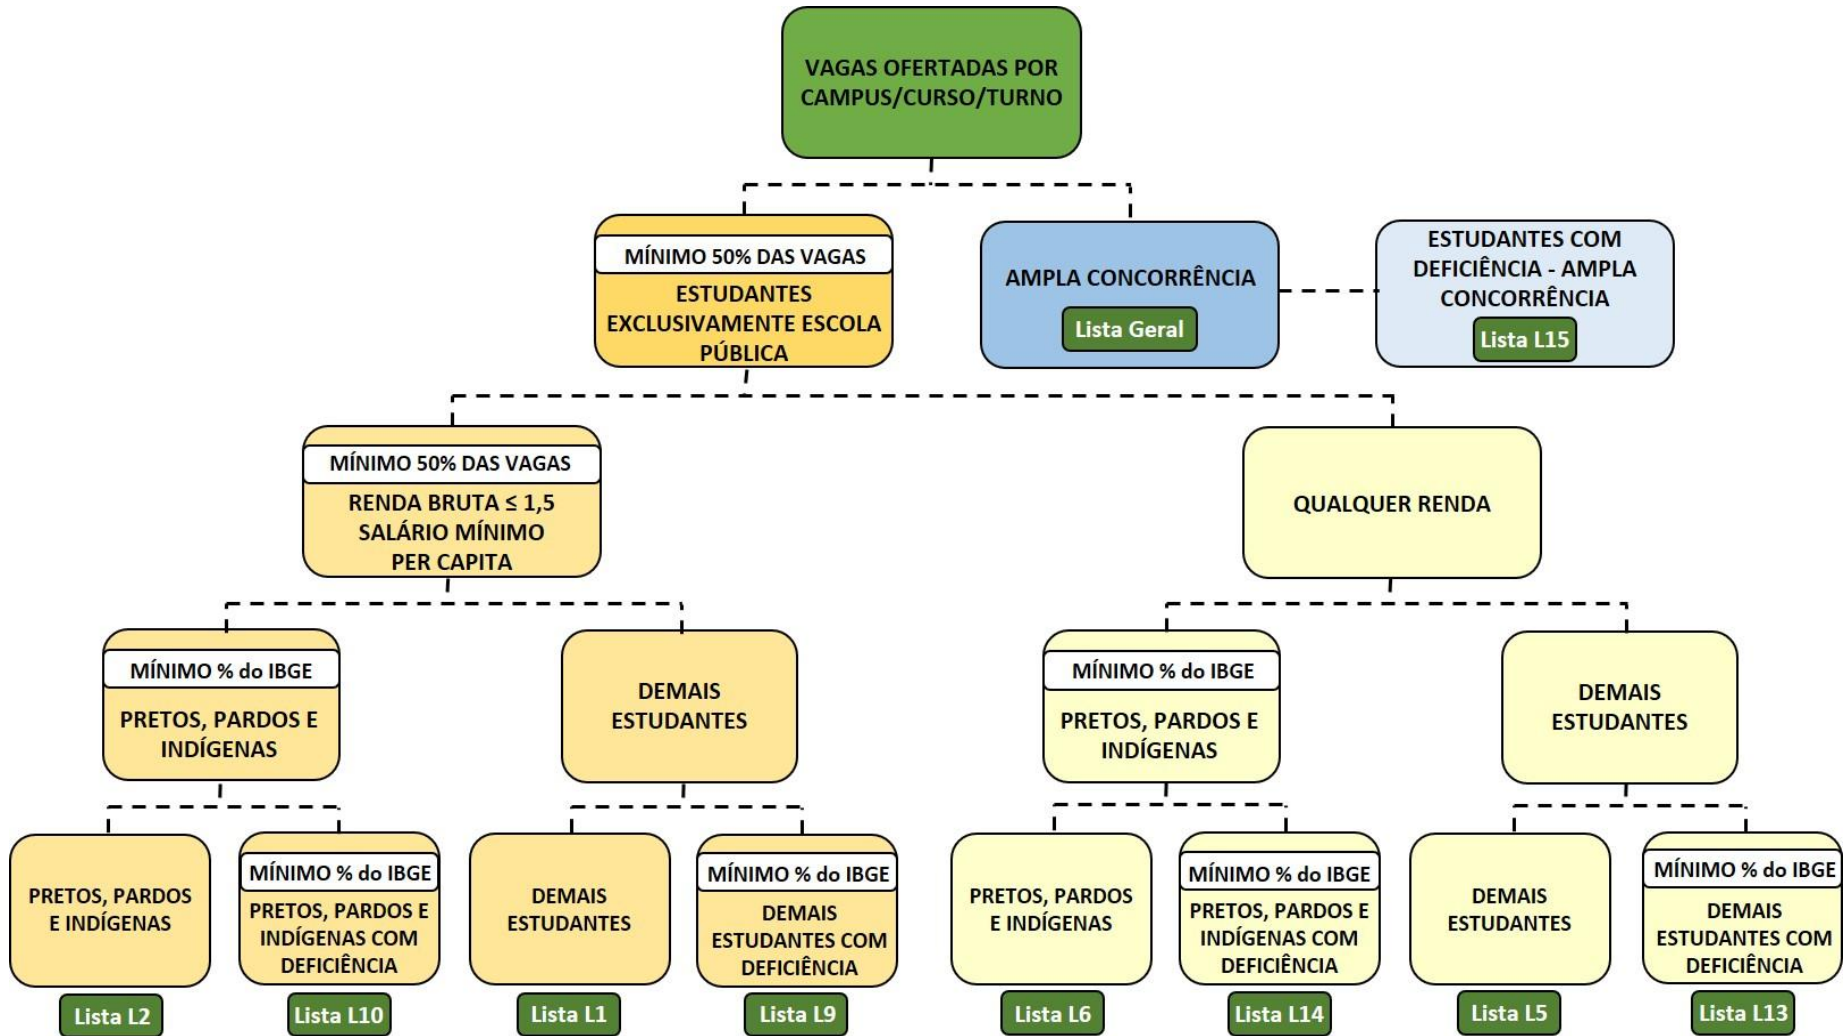 VAGAS OFERTADAS POR
CAMPUS/CURSO/TURNO
MÍNIMO 50% DAS VAGAS
ESTUDANTES
EXCLUSIVAMENTE ESCOLA
PÚBLICA
AMPLA CONCORRÊNCIA
Lista Geral
ESTUDANTES COM
DEFICIÊNCIA - AMPLA
CONCORRÊNCIA
Lista L15
MÍNIMO 50% DAS VAGAS
RENDA BRUTA ≤ 1,5
SALÁRIO MÍNIMO
PER CAPITA
QUALQUER RENDA
MÍNIMO % do IBGE
PRETOS, PARDOS E
INDÍGENAS
DEMAIS
ESTUDANTES
MÍNIMO % do IBGE
PRETOS, PARDOS E
INDÍGENAS
DEMAIS
ESTUDANTES
PRETOS, PARDOS
E INDÍGENAS
Lista L2
MÍNIMO % do IBGE
PRETOS, PARDOS E
INDÍGENAS COM
DEFICIÊNCIA
Lista L10
DEMAIS
ESTUDANTES
Lista L1
MÍNIMO % do IBGE
DEMAIS
ESTUDANTES COM
DEFICIÊNCIA
Lista L9
PRETOS, PARDOS
E INDÍGENAS
Lista L6
MÍNIMO % do IBGE
PRETOS, PARDOS E
INDÍGENAS COM
DEFICIÊNCIA
Lista L14
DEMAIS
ESTUDANTES
Lista L5
MÍNIMO % do IBGE
DEMAIS
ESTUDANTES COM
DEFICIÊNCIA
Lista L13